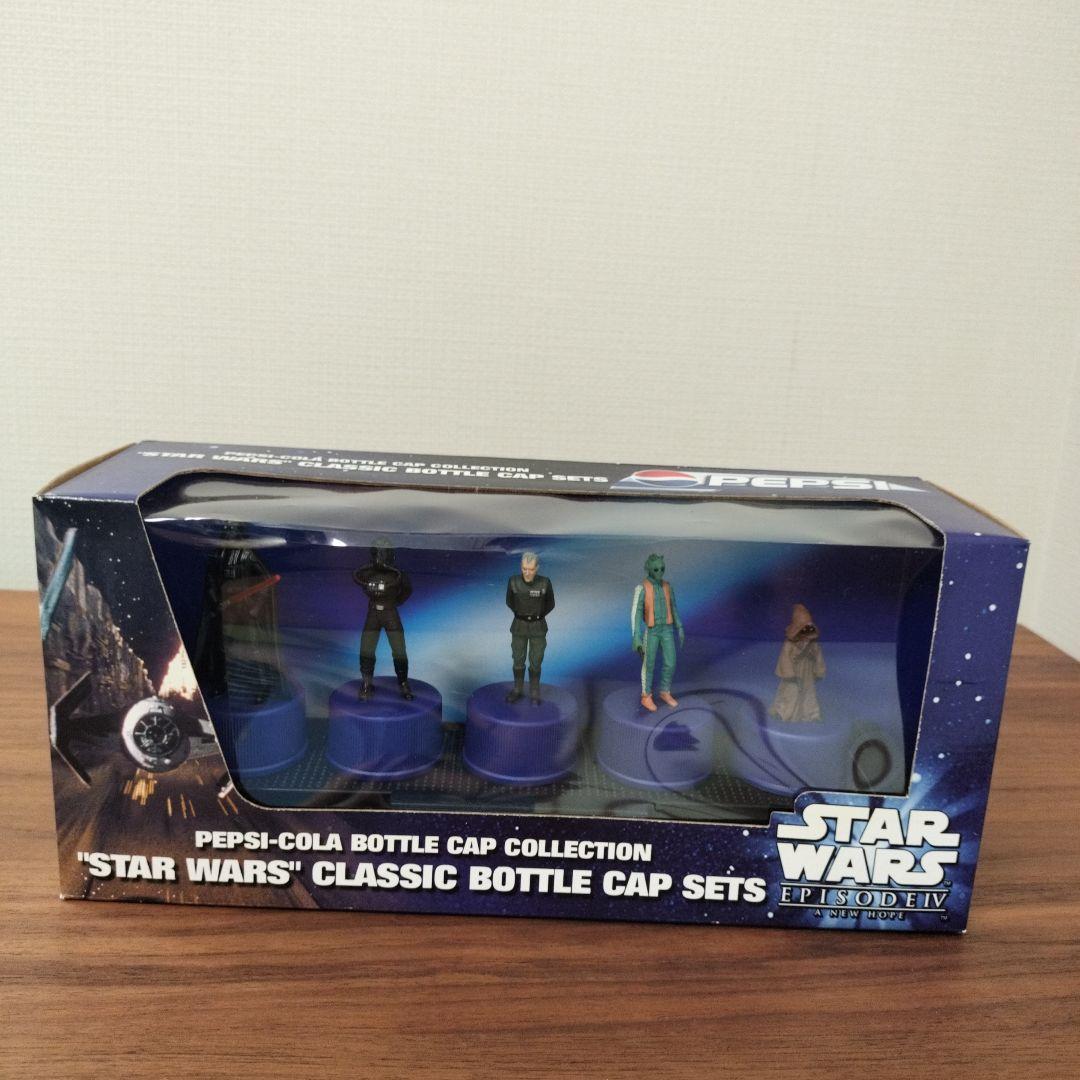 PEPSI-COLA BOTTLE CAP COLLECTION
"STAR WARS" CLASSIC BOTTLE CAP SETS
PEPSI
PEPSI-COLA BOTTLE CAP COLLECTION
"STAR WARS" CLASSIC BOTTLE CAP SETS
STAR
WARS
EPISODE IV
A NEW HOPE